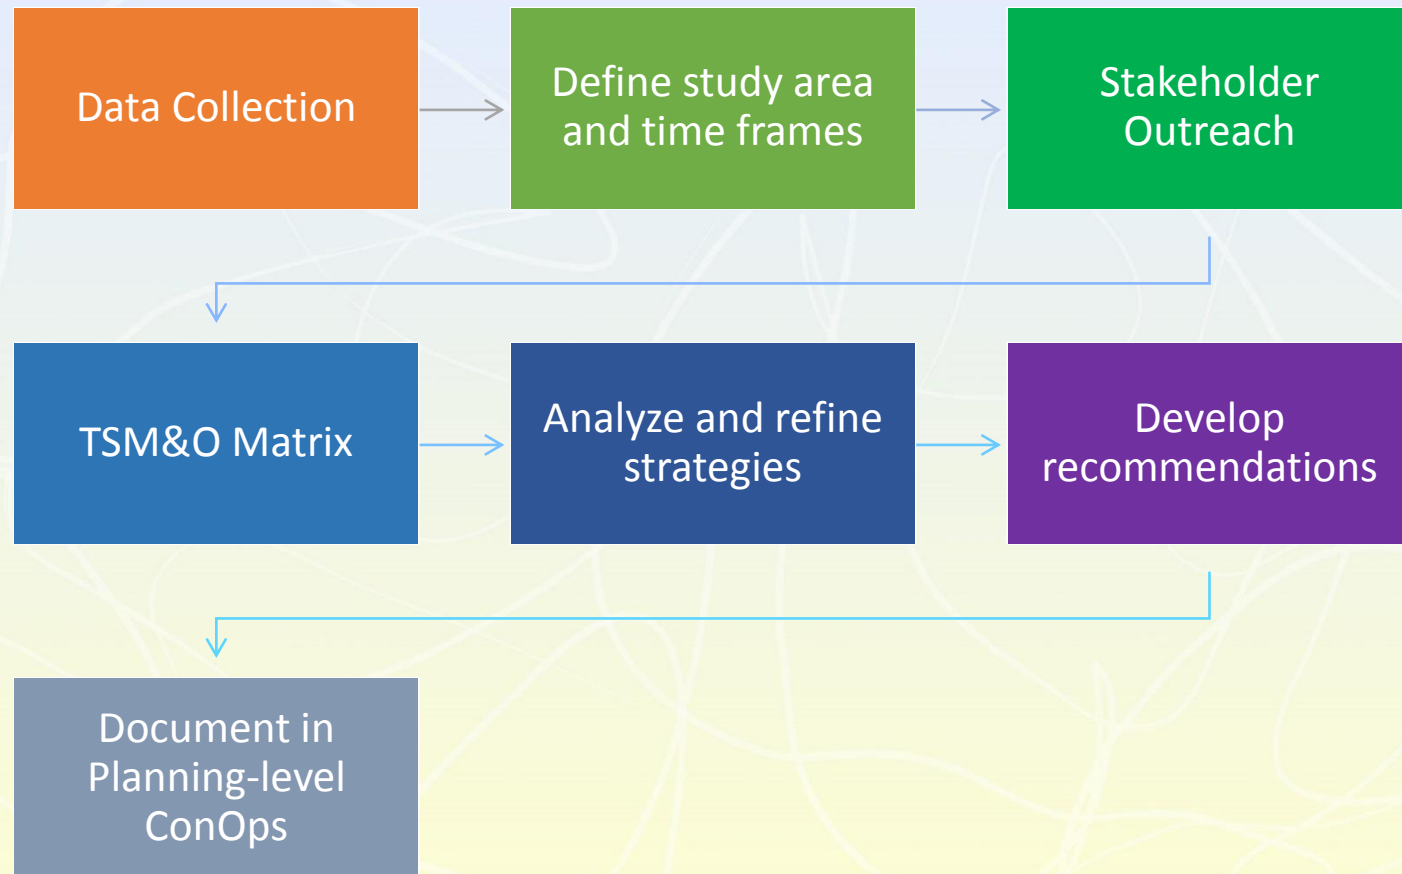 Data Collection
Define study area
and time frames
Stakeholder
Outreach
TSM&O Matrix
Analyze and refine
strategies
Develop
recommendations
Document in
Planning-level
ConOps